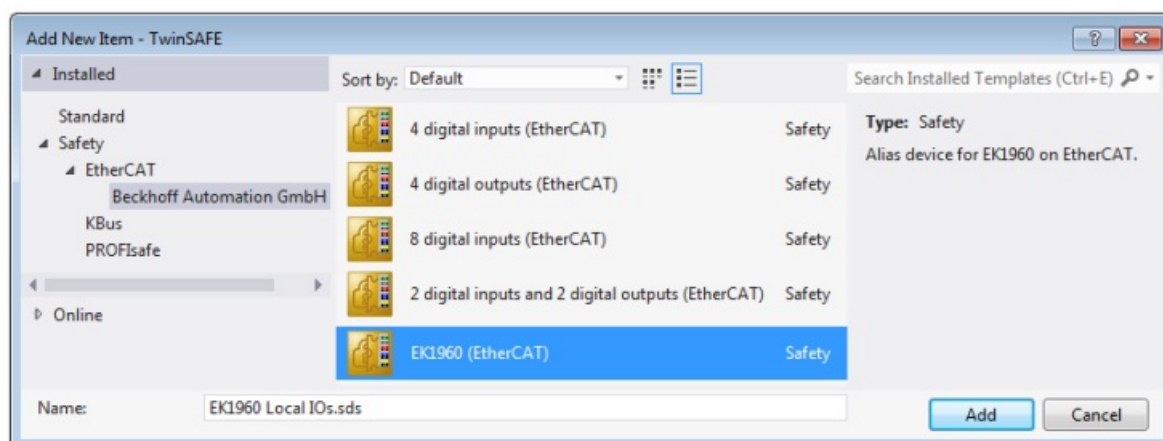 Add New Item - TwinSAFE
Installed
Sort by: Default
Search Installed Templates (Ctrl+E)
Standard
Safety
EtherCAT
Beckhoff Automation GmbH
KBus
PROFIsafe
Online
4 digital inputs (EtherCAT) Safety
4 digital outputs (EtherCAT) Safety
8 digital inputs (EtherCAT) Safety
2 digital inputs and 2 digital outputs (EtherCAT) Safety
EK1960 (EtherCAT) Safety
Type: Safety
Alias device for EK1960 on EtherCAT.
Name: EK1960 Local IOs.sds
Add Cancel